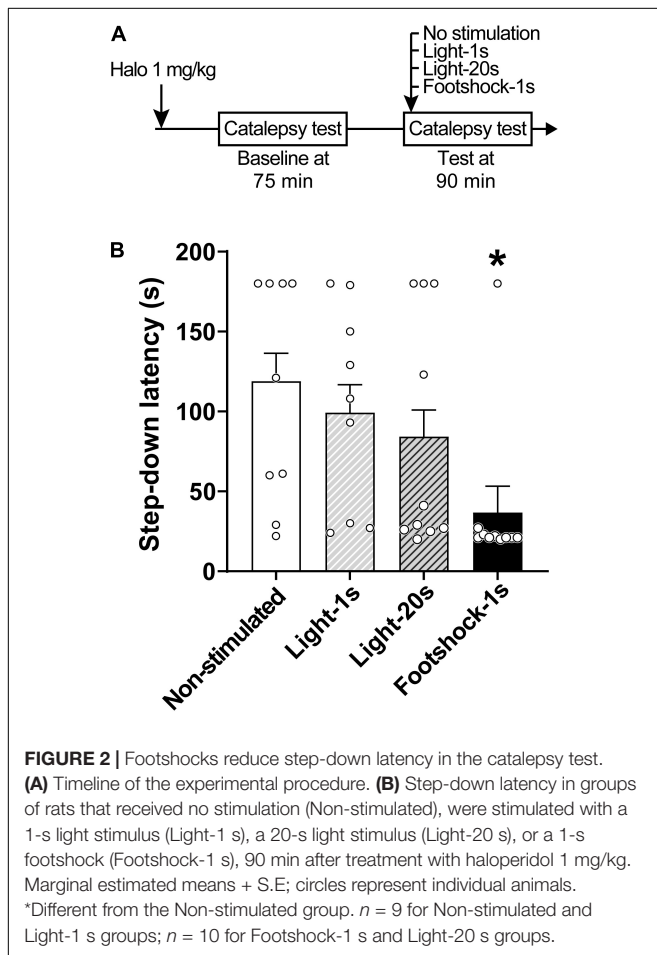 A
No stimulation
Light-1s
Light-20s
Footshock-1s
Halo 1 mg/kg
Catalepsy test
Catalepsy test
Baseline at
75 min
Test at
90 min
B
Step-down latency (s)
200
150
100
50
0
*
Non-stimulated
Light-1s
Light-20s
Footshock-1s
FIGURE 2 | Footshocks reduce step-down latency in the catalepsy test.
(A) Timeline of the experimental procedure. (B) Step-down latency in groups
of rats that received no stimulation (Non-stimulated), were stimulated with a
1-s light stimulus (Light-1 s), a 20-s light stimulus (Light-20 s), or a 1-s
footshock (Footshock-1 s), 90 min after treatment with haloperidol 1 mg/kg.
Marginal estimated means + S.E; circles represent individual animals.
*Different from the Non-stimulated group. n = 9 for Non-stimulated and
Light-1 s groups; n = 10 for Footshock-1 s and Light-20 s groups.